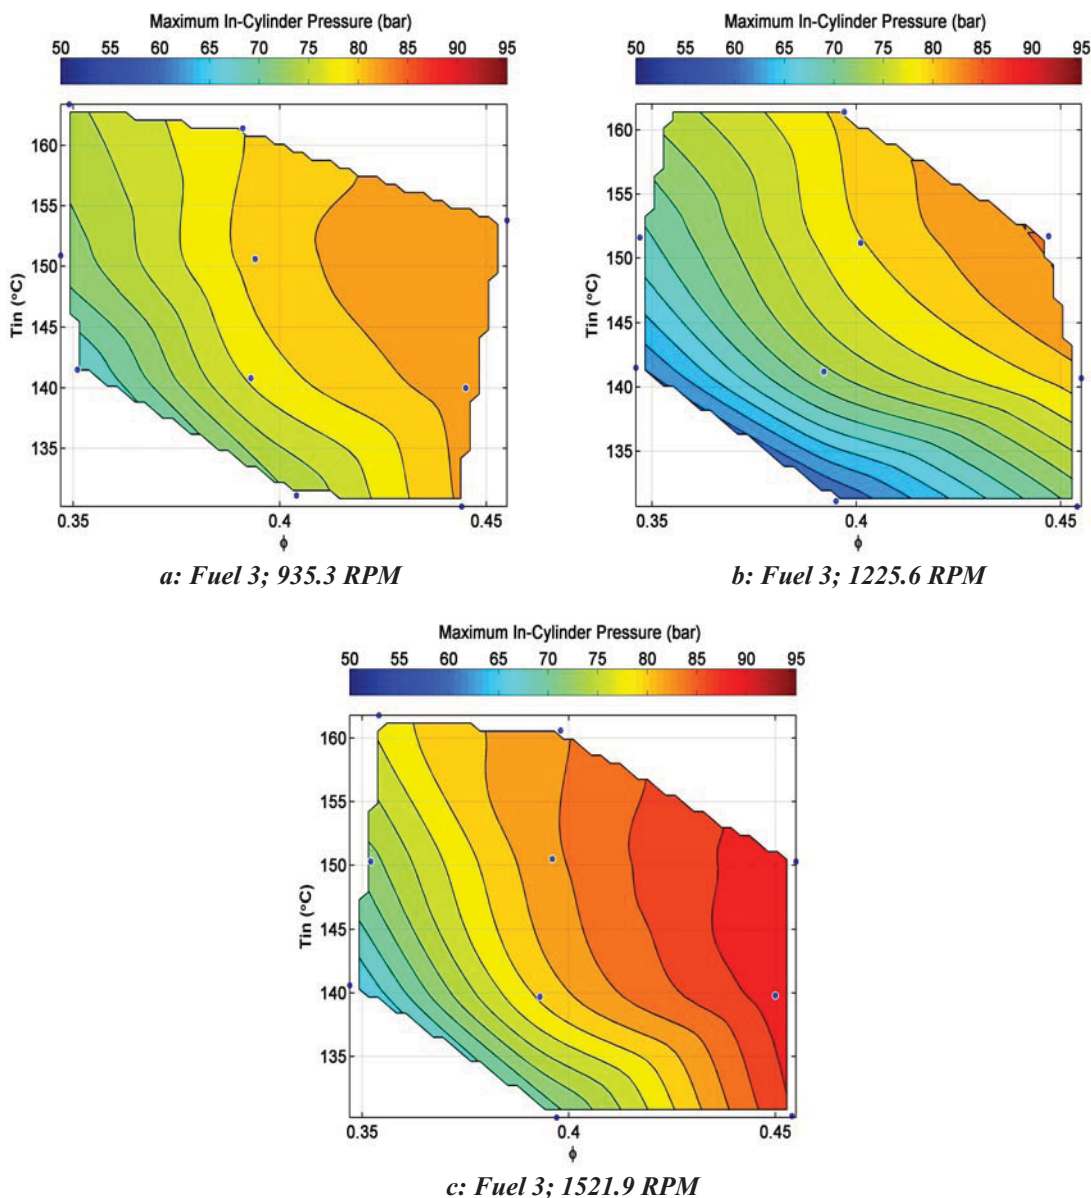 Maximum In-Cylinder Pressure (bar)
50 55 60 65 70 75 80 85 90 95
160
155
150
145
140
135
Tin (°C)
0.35 0.4 0.45
ϕ
a: Fuel 3; 935.3 RPM
Maximum In-Cylinder Pressure (bar)
50 55 60 65 70 75 80 85 90 95
160
155
150
145
140
135
Tin (°C)
0.35 0.4 0.45
ϕ
b: Fuel 3; 1225.6 RPM
Maximum In-Cylinder Pressure (bar)
50 55 60 65 70 75 80 85 90 95
160
155
150
145
140
135
Tin (°C)
0.35 0.4 0.45
ϕ
c: Fuel 3; 1521.9 RPM